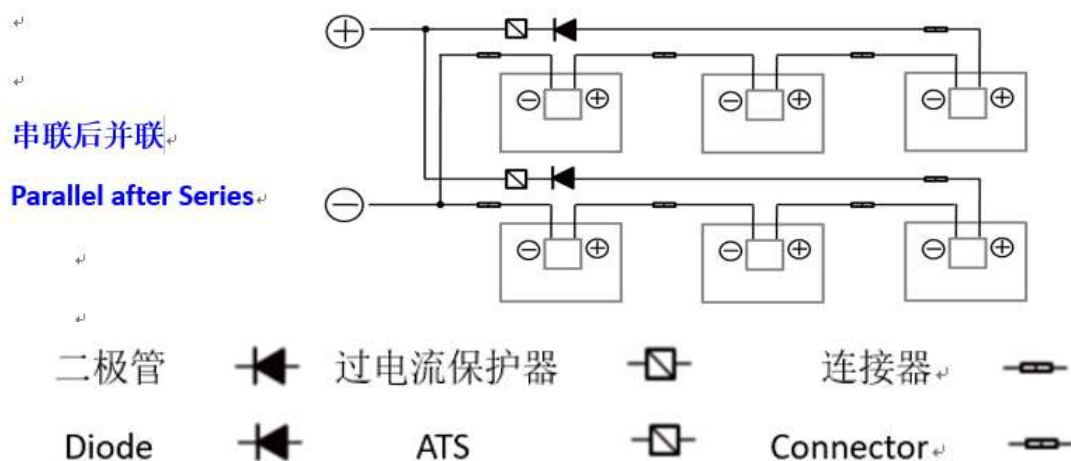 串联后并联
Parallel after Series
二极管 过电流保护器 连接器
Diode ATS Connector